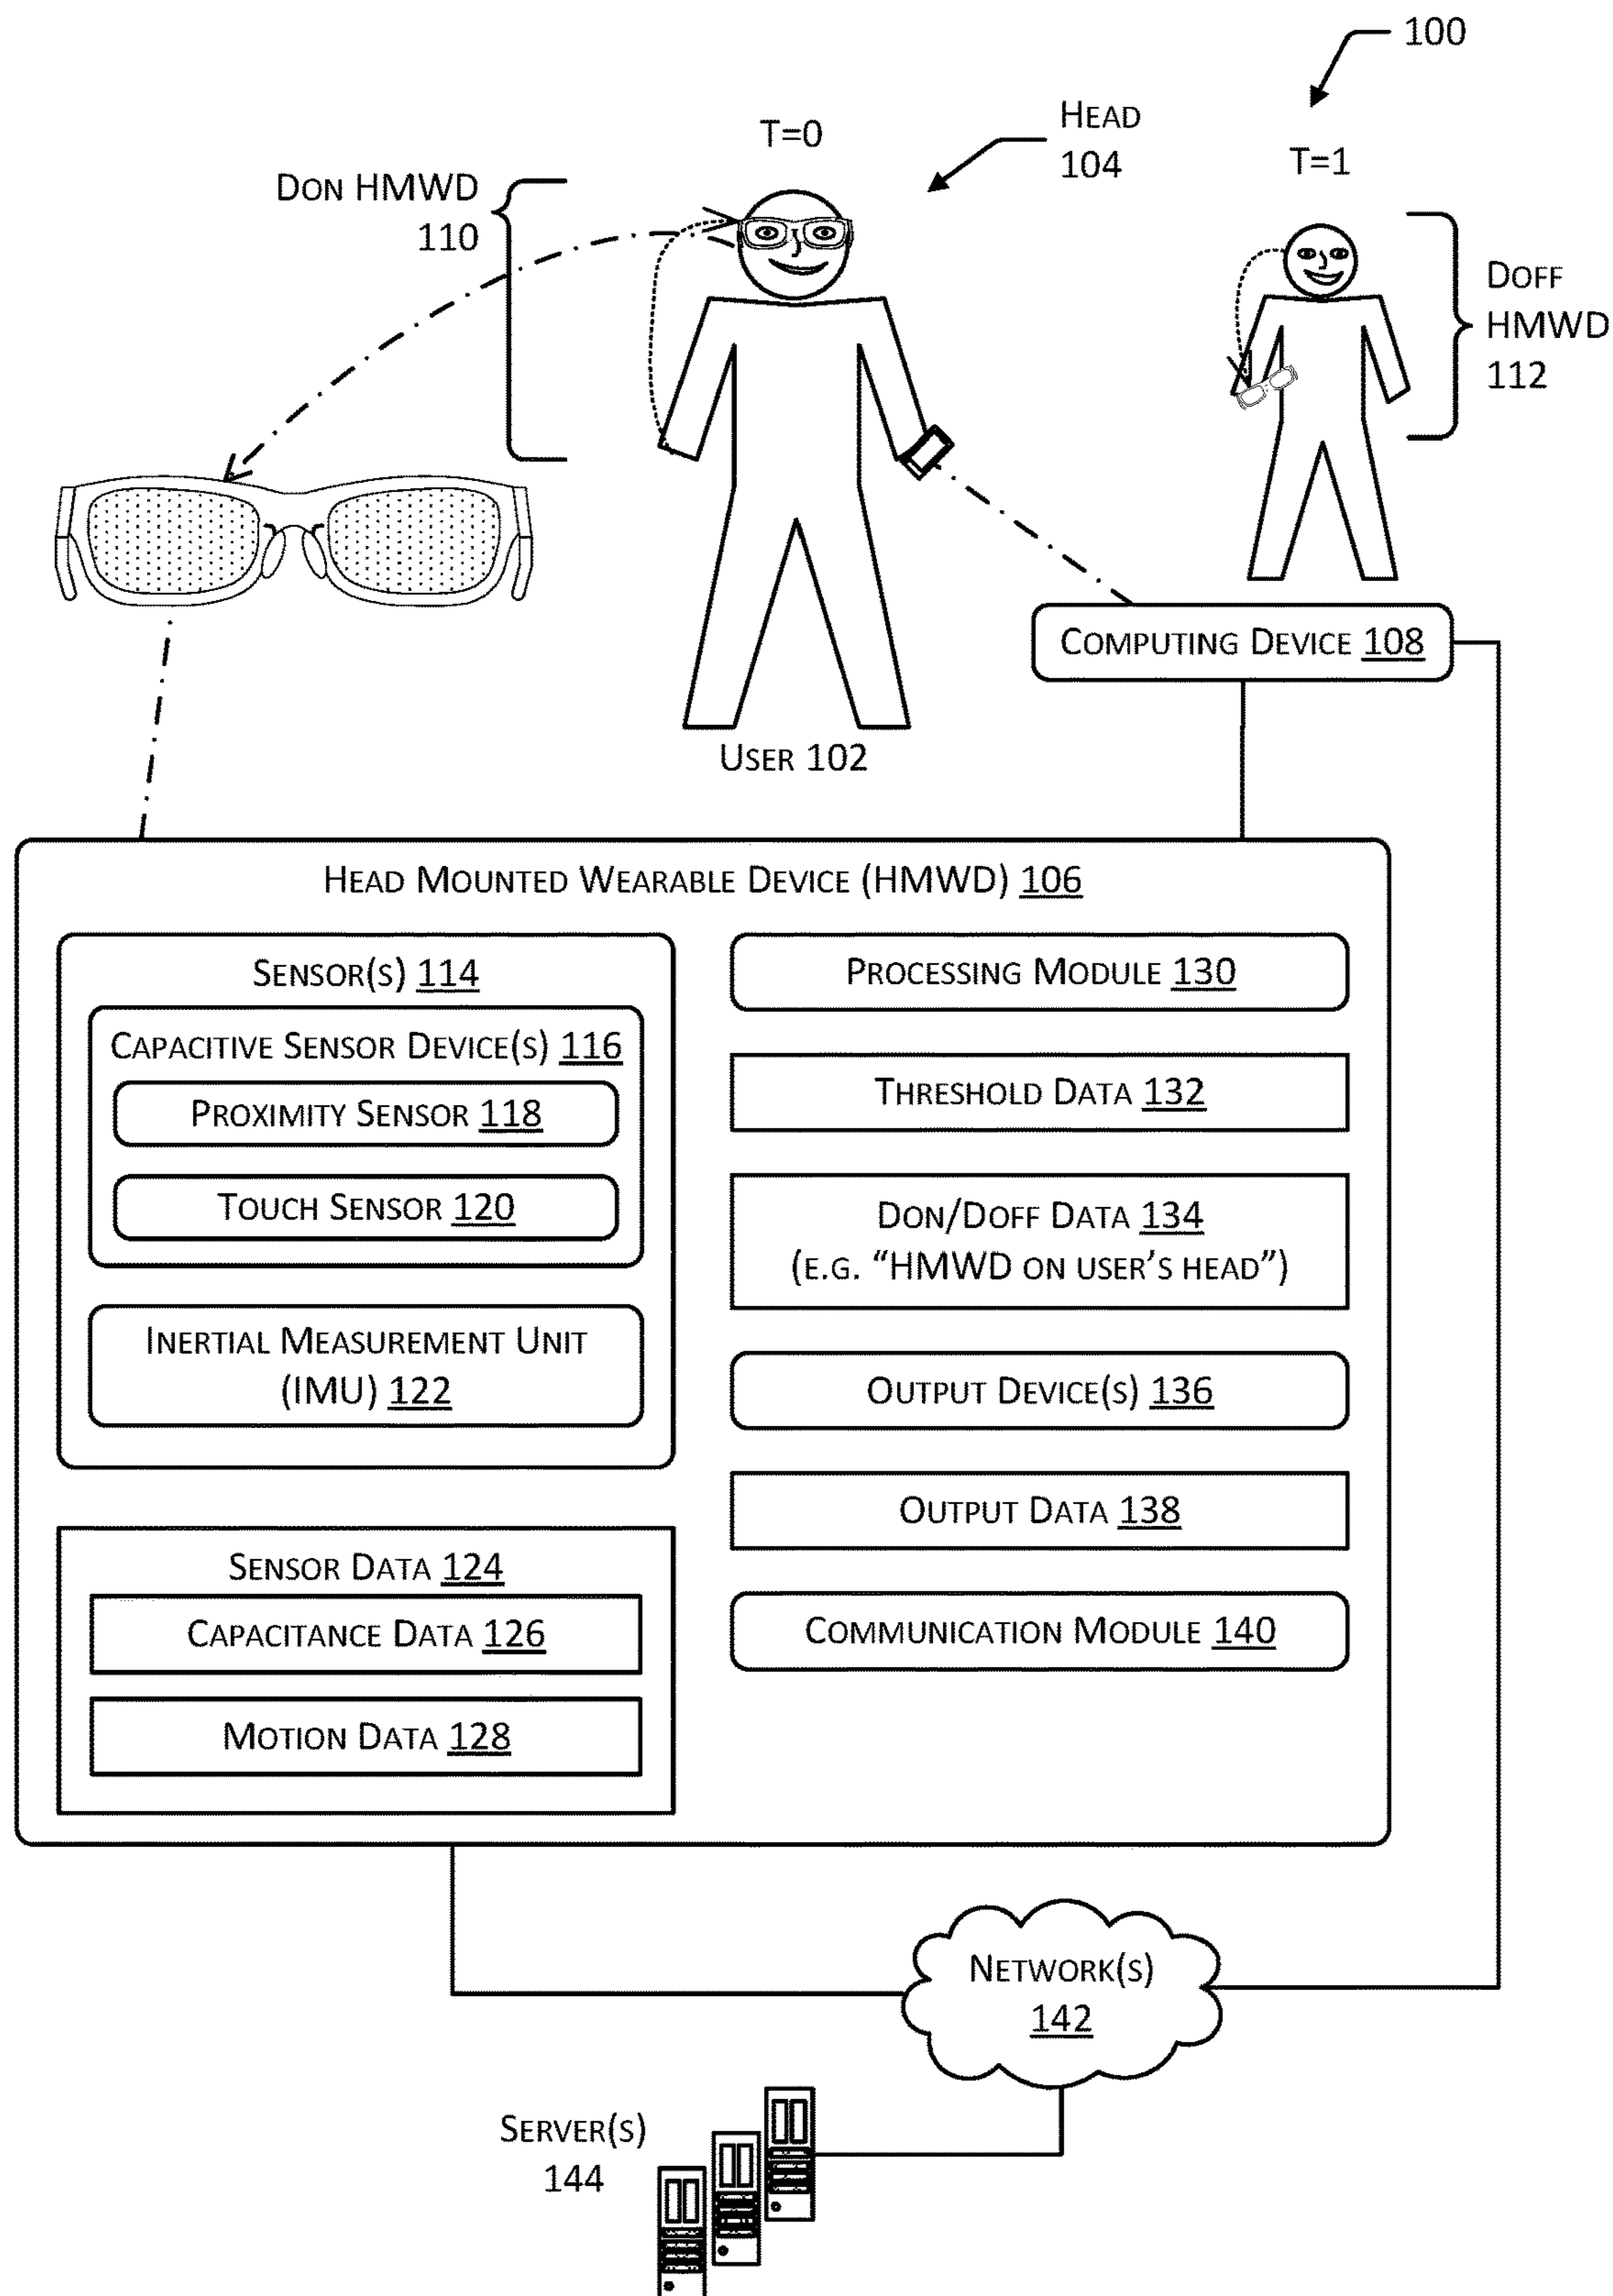 100
HEAD
104
T=0
T=1
DON HMWD
110
DOFF
HMWD
112
COMPUTING DEVICE 108
USER 102
HEAD MOUNTED WEARABLE DEVICE (HMWD) 106
SENSOR(S) 114
CAPACITIVE SENSOR DEVICE(S) 116
PROXIMITY SENSOR 118
TOUCH SENSOR 120
INERTIAL MEASUREMENT UNIT
(IMU) 122
SENSOR DATA 124
CAPACITANCE DATA 126
MOTION DATA 128
PROCESSING MODULE 130
THRESHOLD DATA 132
DON/DOFF DATA 134
(E.G. “HMWD ON USER’S HEAD”)
OUTPUT DEVICE(S) 136
OUTPUT DATA 138
COMMUNICATION MODULE 140
NETWORK(S)
142
SERVER(S)
144